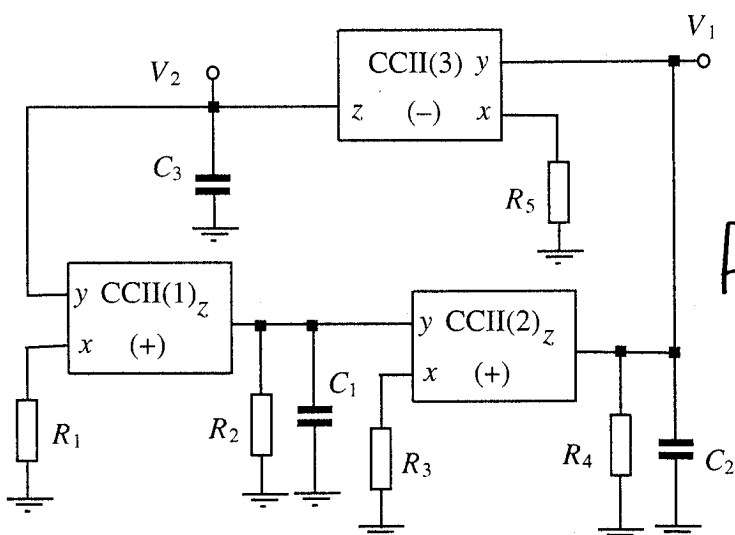 V1
V2
CCII(3) y
z (–) x
C3
R5
y CCII(1) z
x (+)
y CCII(2) z
x (+)
C1
R1
R2
R3
R4
C2